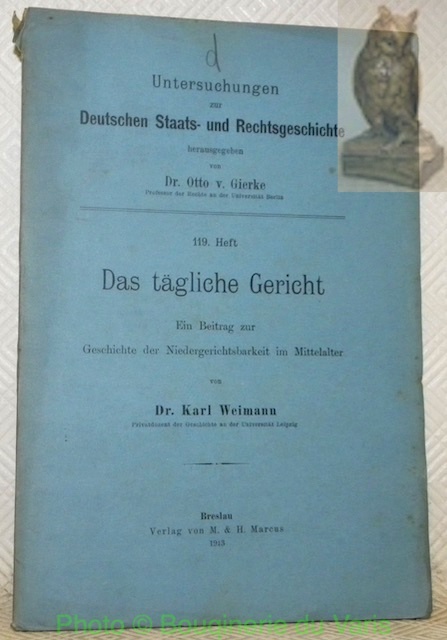 d
Untersuchungen
zur
Deutschen Staats- und Rechtsgeschichte
herausgegeben
von
Dr. Otto v. Gierke
Professor der Rechte an der Universität Berlin
119. Heft
Das tägliche Gericht
Ein Beitrag zur
Geschichte der Niedergerichtsbarkeit im Mittelalter
von
Dr. Karl Weimann
Privatdozent der Geschichte an der Universität Leipzig
Breslau
Verlag von M. & H. Marcus
1913
Photo © Bouquinerie du Varis